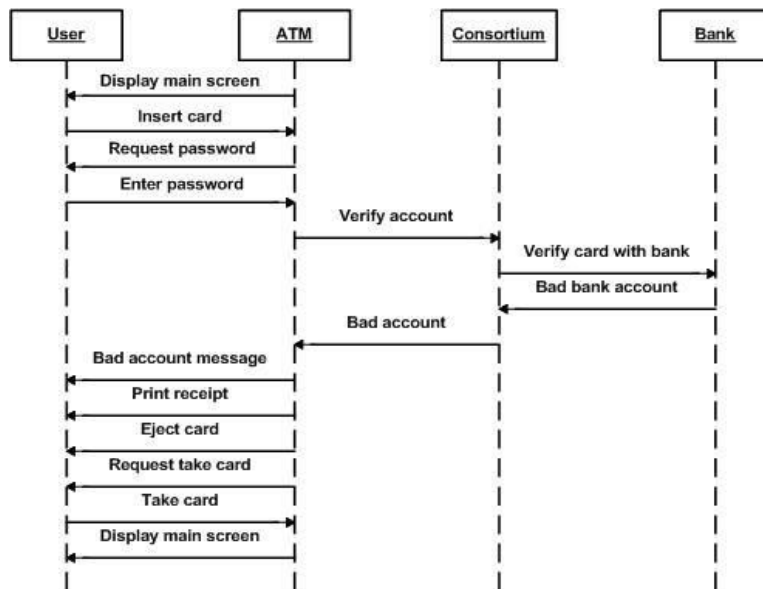 User
ATM
Consortium
Bank
Display main screen
Insert card
Request password
Enter password
Verify account
Verify card with bank
Bad bank account
Bad account
Bad account message
Print receipt
Eject card
Request take card
Take card
Display main screen